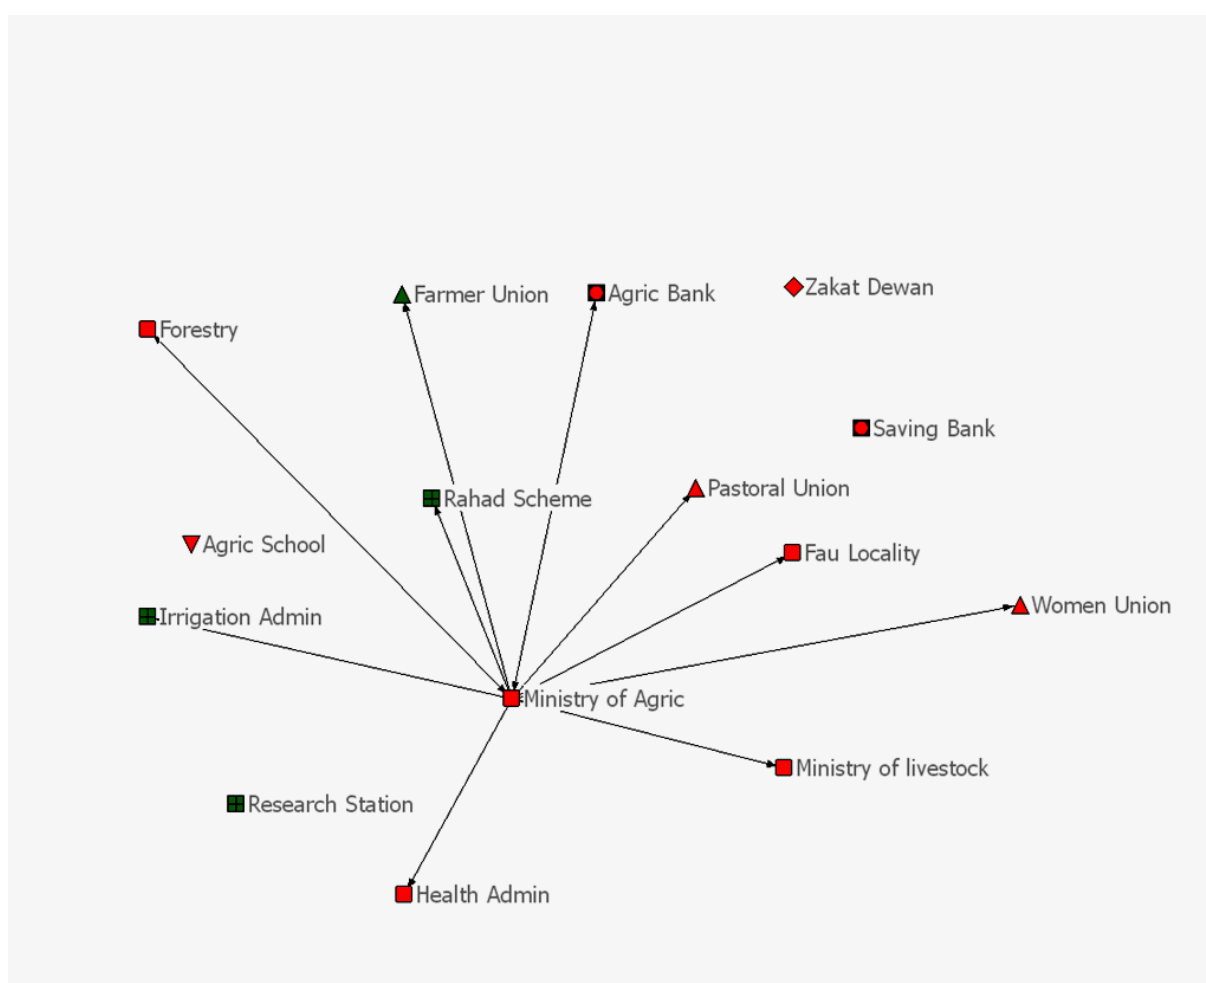 Zakat Dewan
Farmer Union
Agric Bank
Forestry
Saving Bank
Pastoral Union
Rahad Scheme
Agric School
Fau Locality
Women Union
Irrigation Admin
Ministry of Agric
Ministry of livestock
Research Station
Health Admin